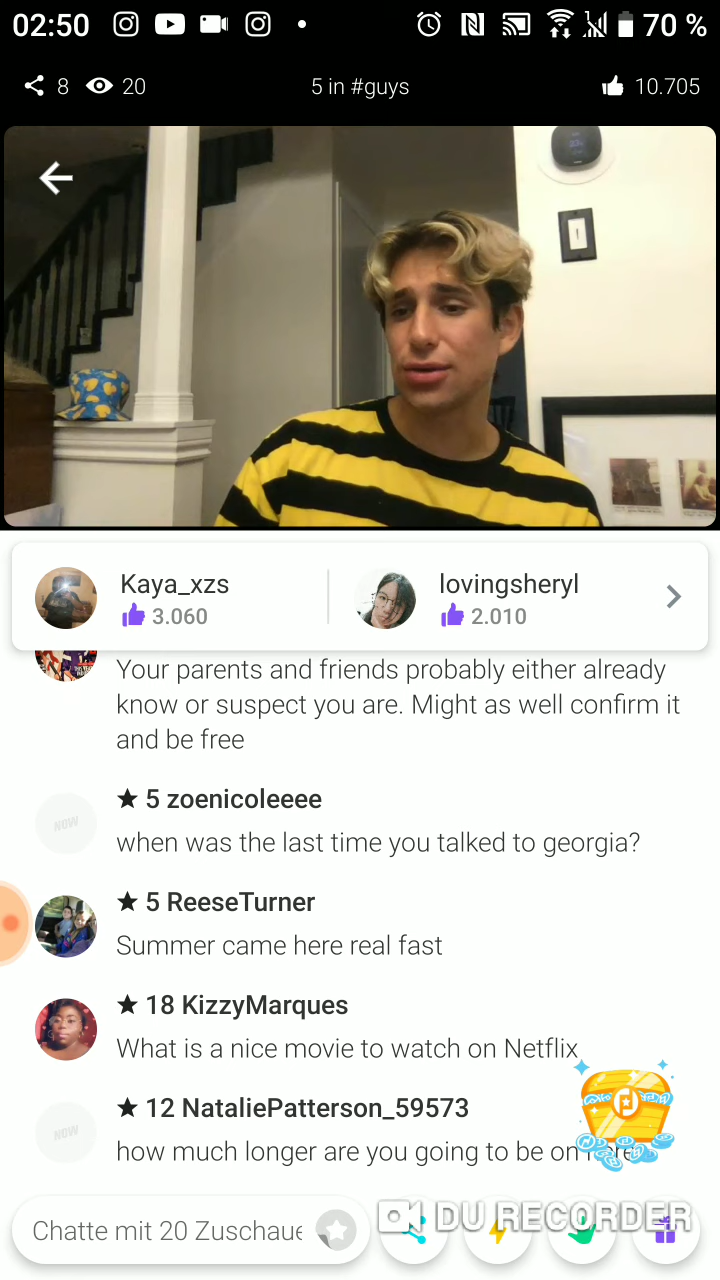 02:50
70 %
8
20
5 in #guys
10.705
Kaya_xzs
3.060
lovingsheryl
2.010
Your parents and friends probably either already
know or suspect you are. Might as well confirm it
and be free
★ 5 zoenicoleeee
NOW
when was the last time you talked to georgia?
★ 5 ReeseTurner
Summer came here real fast
★ 18 KizzyMarques
What is a nice movie to watch on Netflix
★ 12 NataliePatterson_59573
NOW
how much longer are you going to be on here
Chatte mit 20 Zuschaue
DU RECORDER